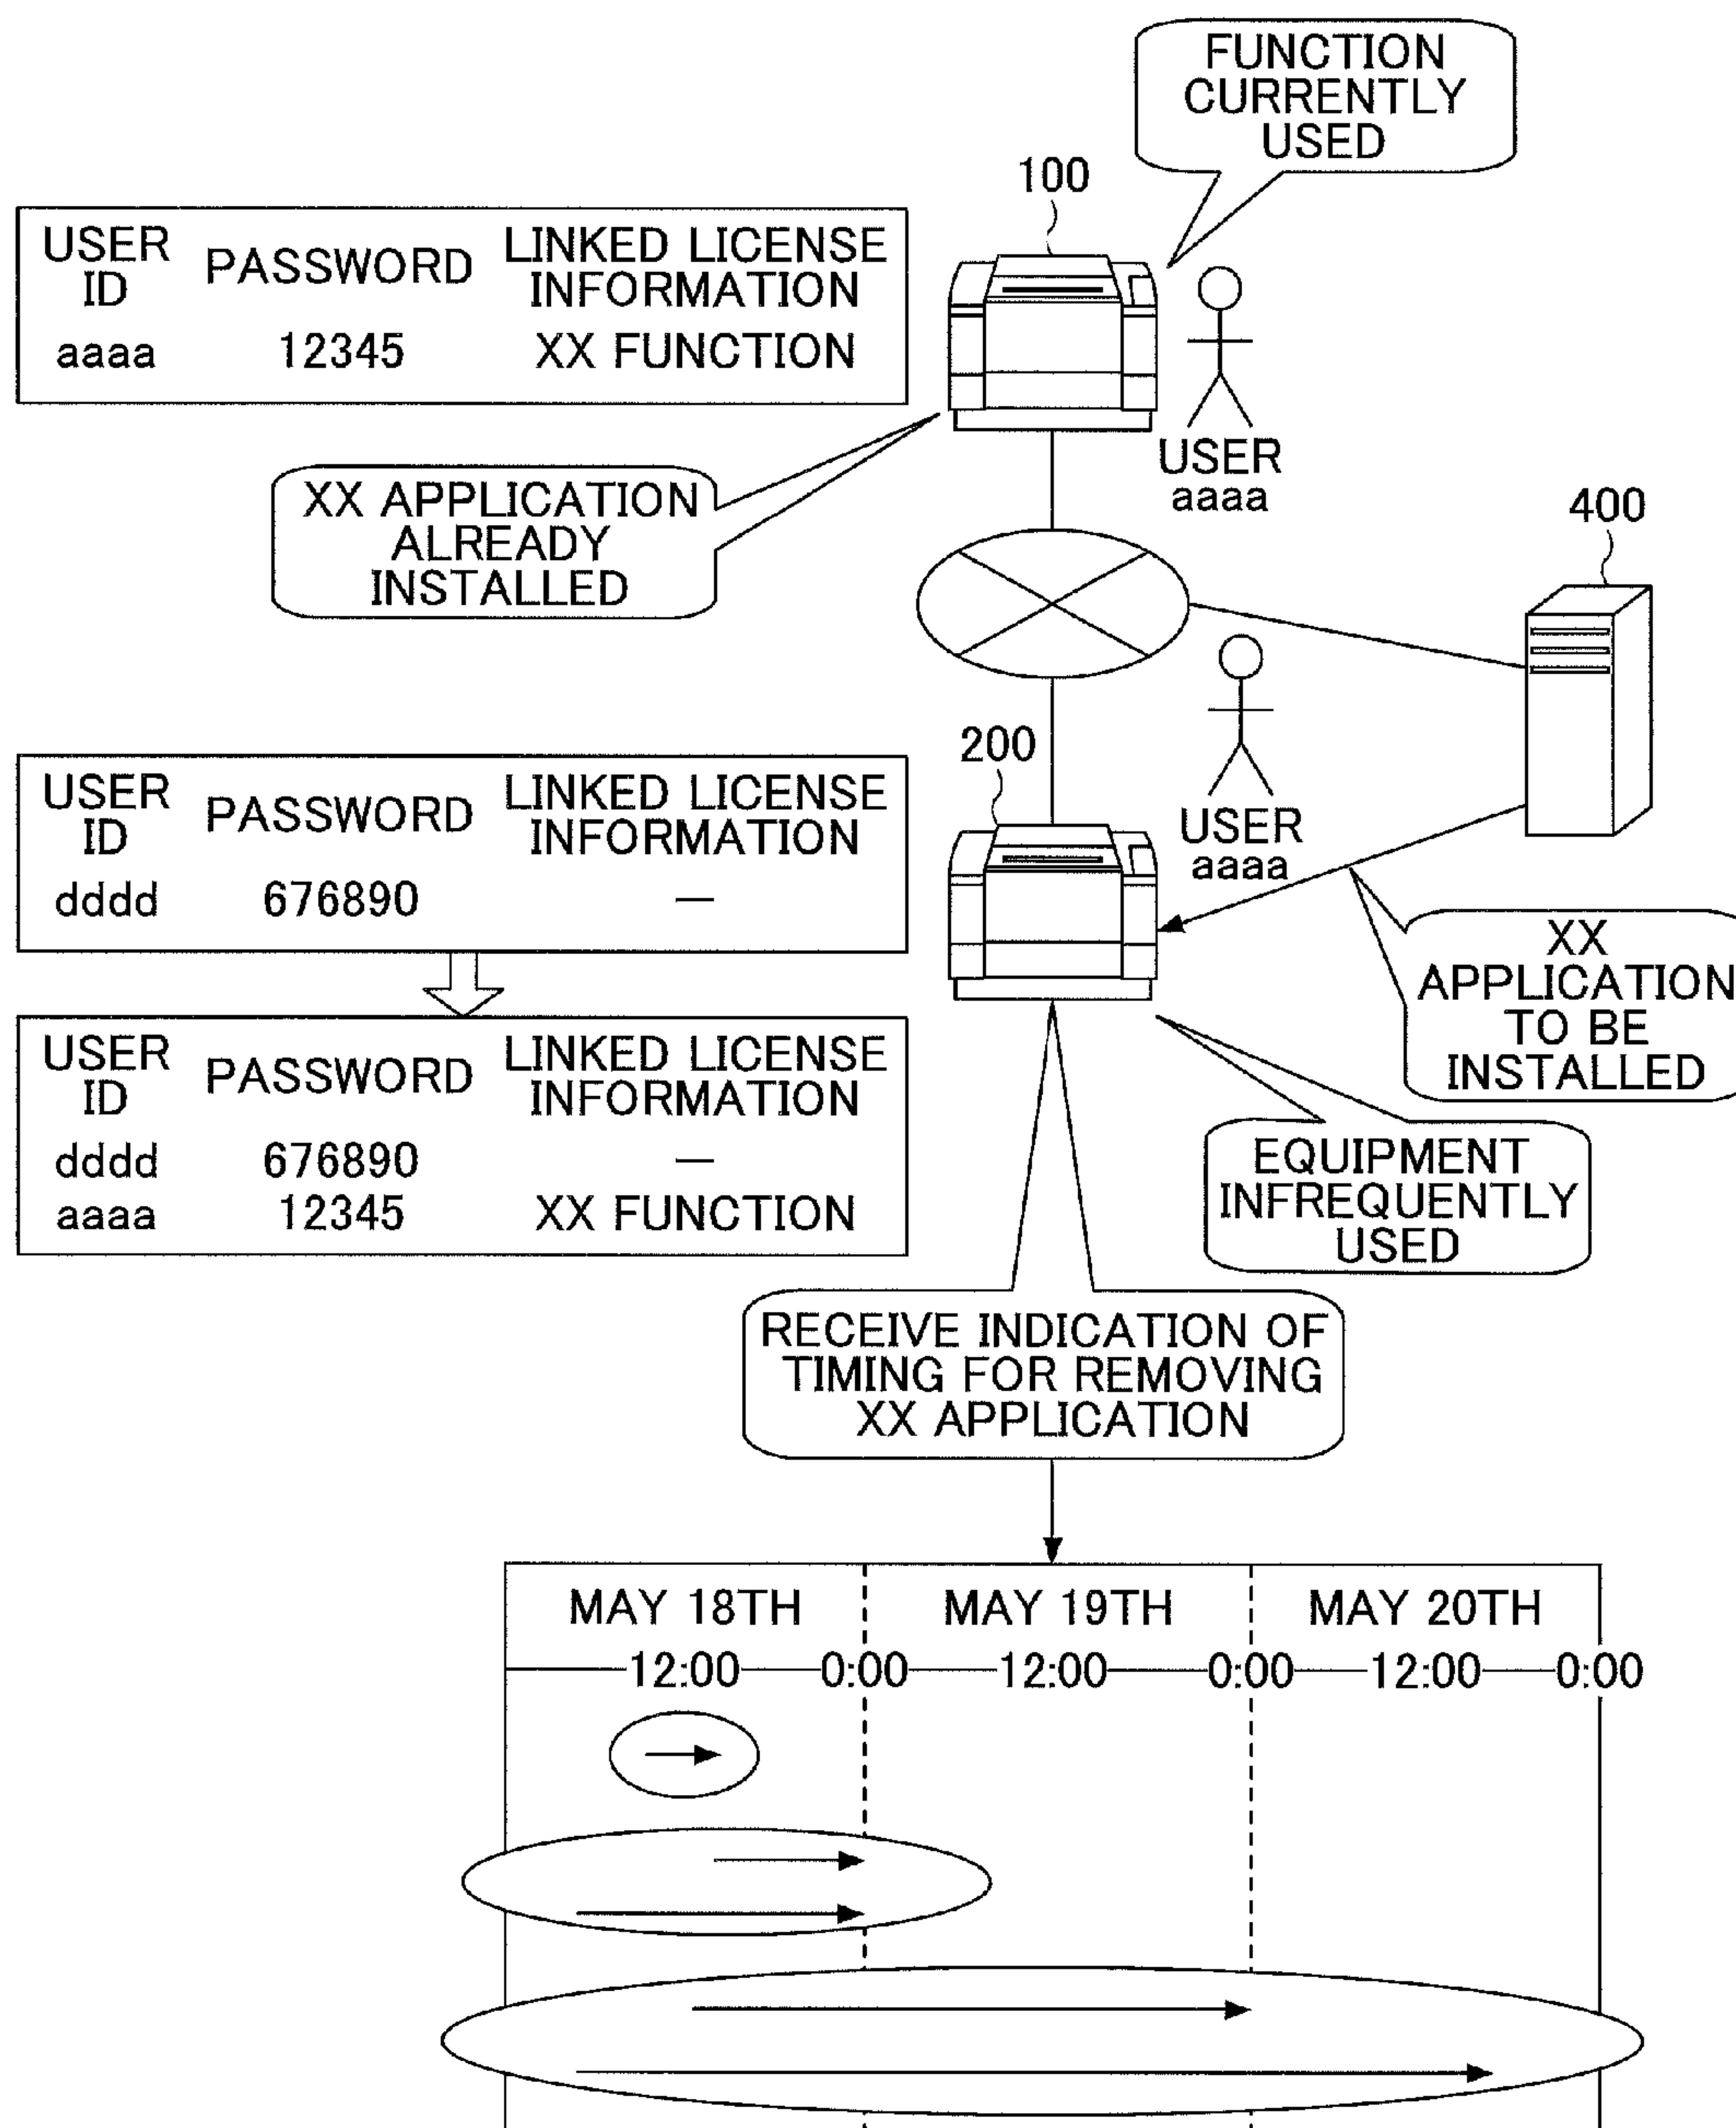 FUNCTION
CURRENTLY
USED
100
USER
ID
PASSWORD
LINKED LICENSE
INFORMATION
aaaa 12345 XX FUNCTION
USER
aaaa
XX APPLICATION
ALREADY
INSTALLED
400
200
USER
aaaa
USER
ID
PASSWORD
LINKED LICENSE
INFORMATION
dddd 676890 —
XX
APPLICATION
TO BE
INSTALLED
USER
ID
PASSWORD
LINKED LICENSE
INFORMATION
dddd 676890 —
aaaa 12345 XX FUNCTION
EQUIPMENT
INFREQUENTLY
USED
RECEIVE INDICATION OF
TIMING FOR REMOVING
XX APPLICATION
MAY 18TH MAY 19TH MAY 20TH
12:00 0:00 12:00 0:00 12:00 0:00